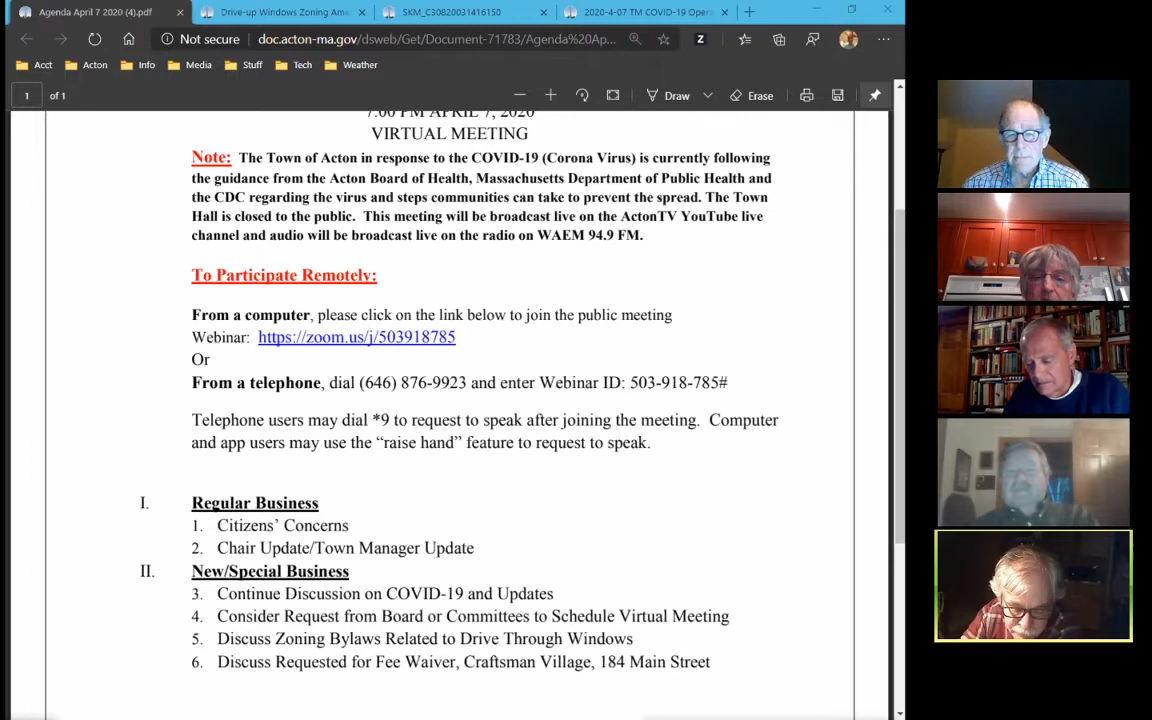 Agenda April 7 2020 (4).pdf
Drive-up Windows Zoning Ame
SKM_C30820031416150
2020-4-07 TM COVID-19 Oper
Not secure
doc.acton-ma.gov/dsweb/Get/Document-71783/Agenda%20Ap...
Z
Acct
Acton
Info
Media
Stuff
Tech
Weather
1
of 1
Draw
Erase
7:00 PM APRIL 7, 2020
VIRTUAL MEETING
Note: The Town of Acton in response to the COVID-19 (Corona Virus) is currently following
the guidance from the Acton Board of Health, Massachusetts Department of Public Health and
the CDC regarding the virus and steps communities can take to prevent the spread. The Town
Hall is closed to the public. This meeting will be broadcast live on the ActonTV YouTube live
channel and audio will be broadcast live on the radio on WAEM 94.9 FM.
To Participate Remotely:
From a computer, please click on the link below to join the public meeting
Webinar: https://zoom.us/j/503918785
Or
From a telephone, dial (646) 876-9923 and enter Webinar ID: 503-918-785#
Telephone users may dial *9 to request to speak after joining the meeting. Computer
and app users may use the “raise hand” feature to request to speak.
I. Regular Business
1. Citizens’ Concerns
2. Chair Update/Town Manager Update
II. New/Special Business
3. Continue Discussion on COVID-19 and Updates
4. Consider Request from Board or Committees to Schedule Virtual Meeting
5. Discuss Zoning Bylaws Related to Drive Through Windows
6. Discuss Requested for Fee Waiver, Craftsman Village, 184 Main Street